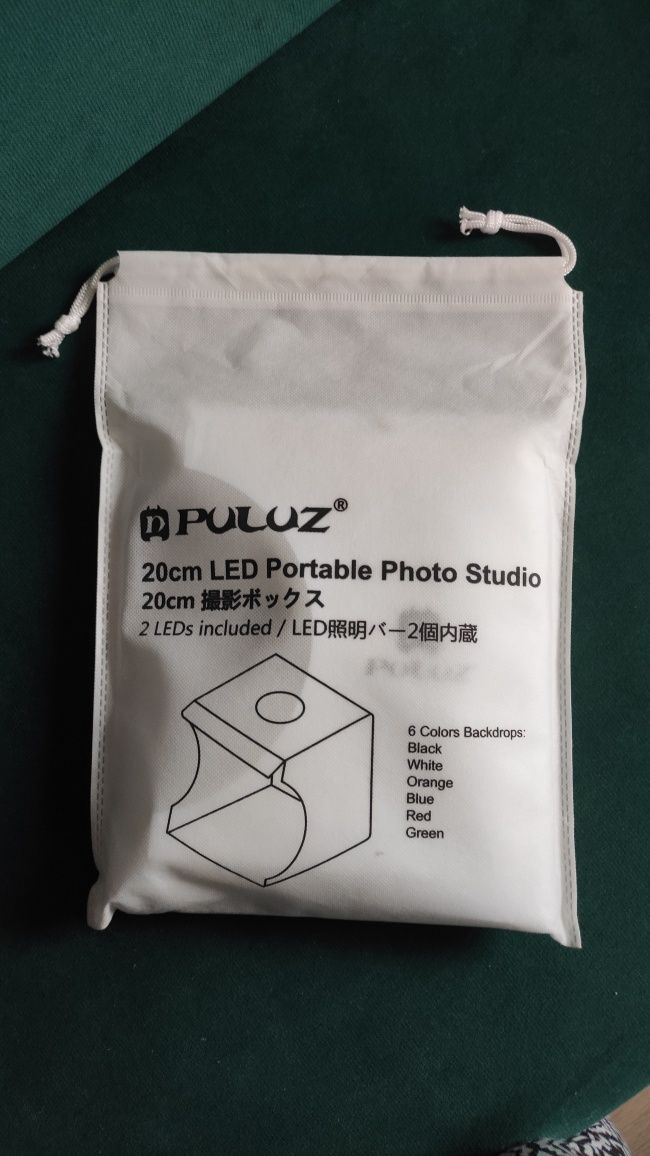 PULUZ®
20cm LED Portable Photo Studio
20cm 撮影ボックス
2 LEDs included / LED照明バー2個内蔵
6 Colors Backdrops:
Black
White
Orange
Blue
Red
Green
PULUZ